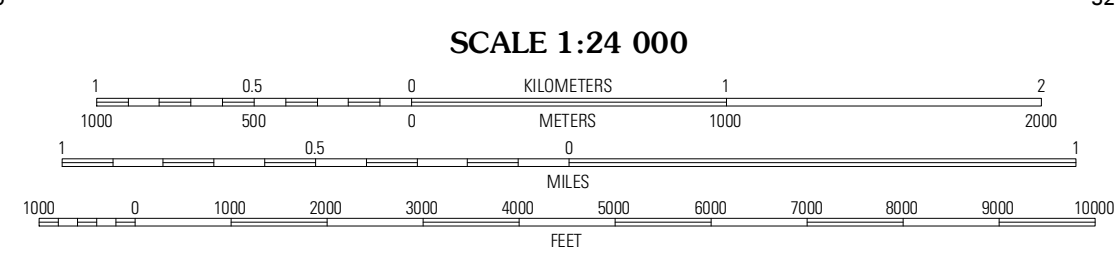 SCALE 1:24 000
1 0.5 0 KILOMETERS 1 2
1000 500 0 METERS 1000 2000
1 0.5 0 1
MILES
1000 0 1000 2000 3000 4000 5000 6000 7000 8000 9000 10000
FEET